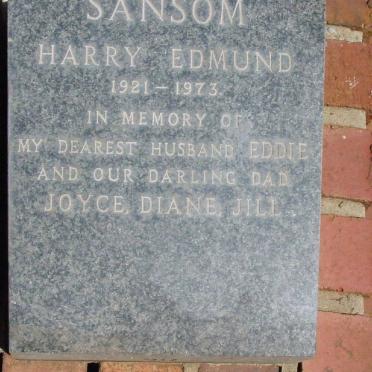 SANSOM
HARRY EDMUND
1921 – 1973
IN MEMORY OF
MY DEAREST HUSBAND EDDIE
AND OUR DARLING DAD
JOYCE, DIANE, JILL